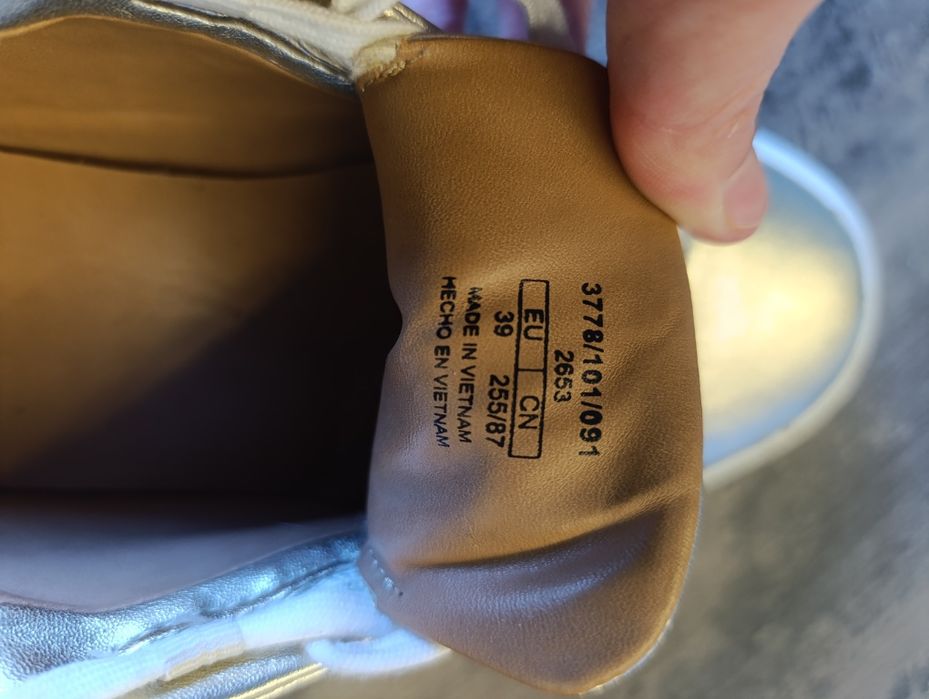 3778/101/091
2653
EU CN
39 255/87
MADE IN VIETNAM
HECHO EN VIETNAM